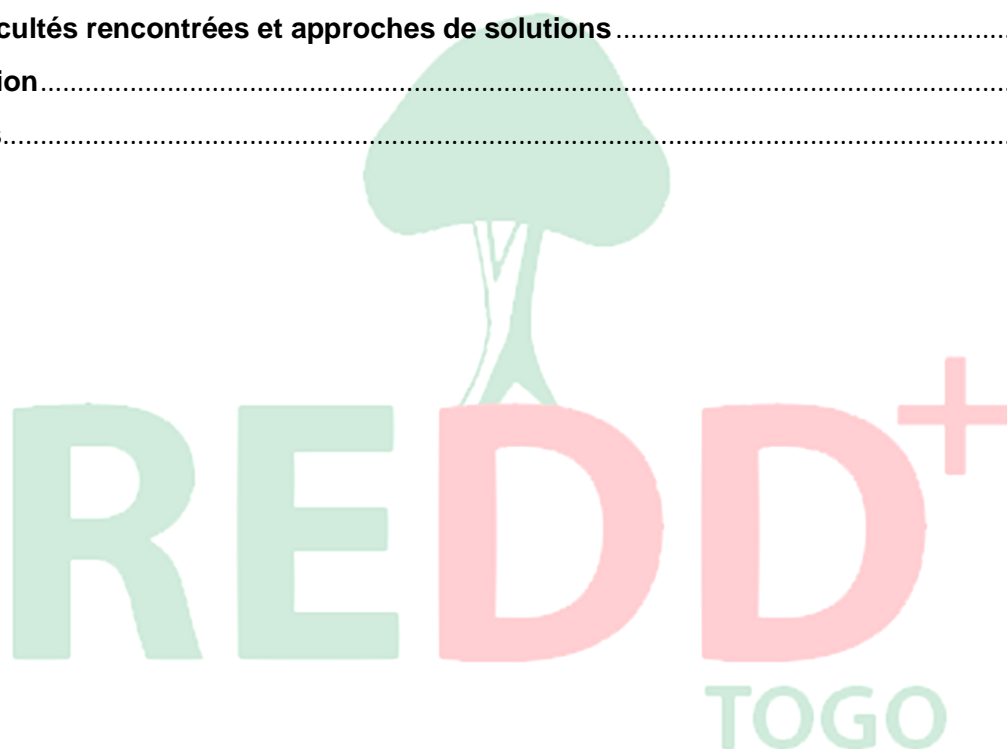 cultés rencontrées et approches de solutions
ion
s
REDD+
TOGO